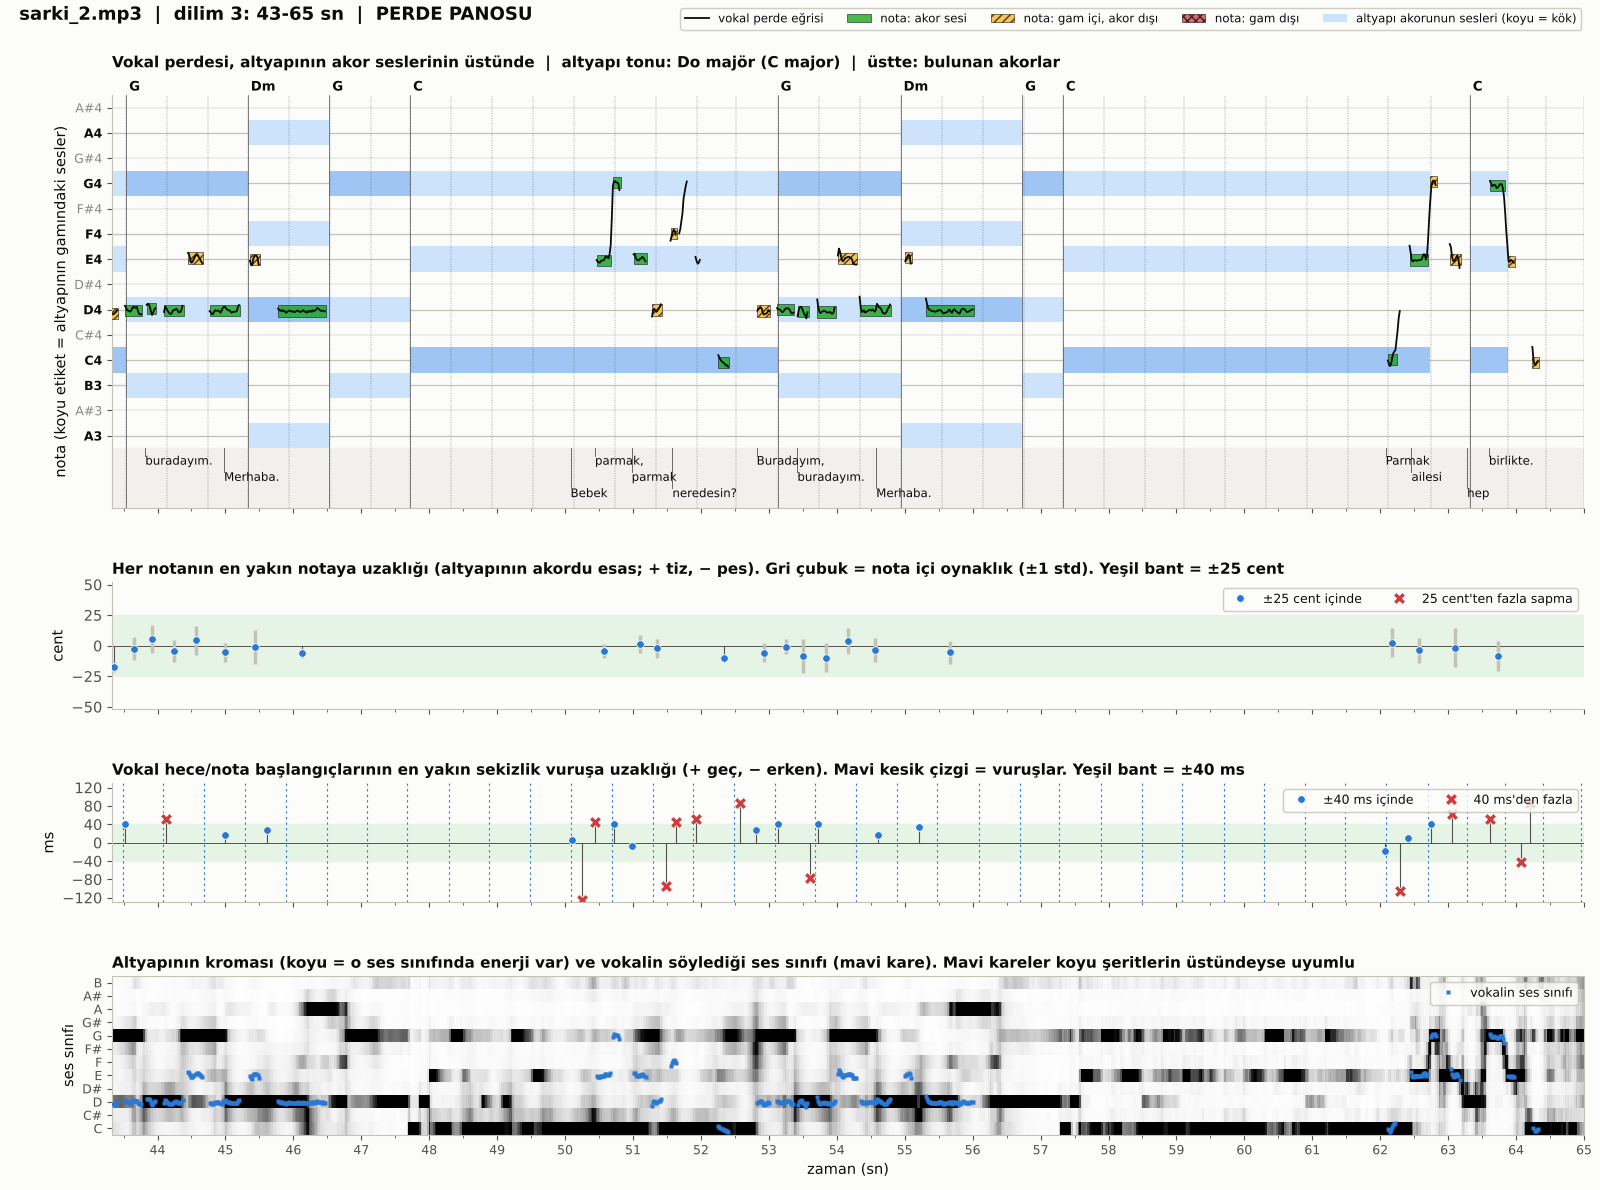 sarki_2.mp3 | dilim 3: 43-65 sn | PERDE PANOSU
vokal perde eğrisi
nota: akor sesi
nota: gam içi, akor dışı
nota: gam dışı
altyapı akorunun sesleri (koyu = kök)
Vokal perdesi, altyapının akor seslerinin üstünde | altyapı tonu: Do majör (C major) | üstte: bulunan akorlar
G Dm G C G Dm G C C
nota (koyu etiket = altyapının gamındaki sesler)
A#4
A4
G#4
G4
F#4
F4
E4
D#4
D4
C#4
C4
B3
A#3
A3
buradayım. parmak, Buradayım, Parmak birlikte.
Merhaba. parmak buradayım. ailesi
Bebek neredesin? Merhaba. hep
Her notanın en yakın notaya uzaklığı (altyapının akordu esas; + tiz, − pes). Gri çubuk = nota içi oynaklık (±1 std). Yeşil bant = ±25 cent
cent
50
25
0
−25
−50
±25 cent içinde
25 cent'ten fazla sapma
Vokal hece/nota başlangıçlarının en yakın sekizlik vuruşa uzaklığı (+ geç, − erken). Mavi kesik çizgi = vuruşlar. Yeşil bant = ±40 ms
ms
120
80
40
0
−40
−80
−120
±40 ms içinde
40 ms'den fazla
Altyapının kroması (koyu = o ses sınıfında enerji var) ve vokalin söylediği ses sınıfı (mavi kare). Mavi kareler koyu şeritlerin üstündeyse uyumlu
ses sınıfı
B
A#
A
G#
G
F#
F
E
D#
D
C#
C
vokalin ses sınıfı
44 45 46 47 48 49 50 51 52 53 54 55 56 57 58 59 60 61 62 63 64 65
zaman (sn)